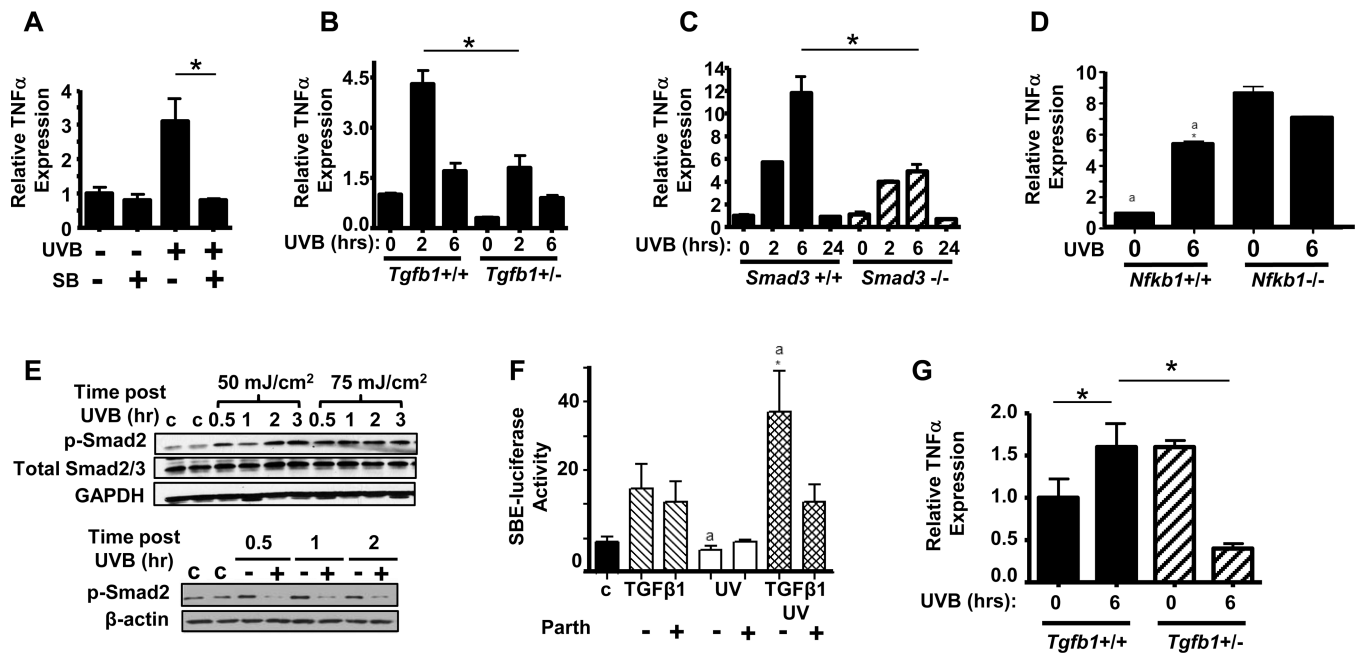 A
Relative TNFα
Expression
5
4
3
2
1
0
*
UVB - - + +
SB - + - +
B
Relative TNFα
Expression
4.5
3.0
1.5
0.0
*
UVB (hrs): 0 2 6 0 2 6
Tgfb1+/+ Tgfb1+/-
C
Relative TNFα
Expression
14
12
10
8
6
4
2
0
*
UVB (hrs): 0 2 6 24 0 2 6 24
Smad3 +/+ Smad3 -/-
D
Relative TNFα
Expression
10
8
6
4
2
0
a
a
*
UVB 0 6 0 6
Nfkb1+/+ Nfkb1-/-
E
50 mJ/cm2 75 mJ/cm2
Time post
UVB (hr) c c 0.5 1 2 3 0.5 1 2 3
p-Smad2
Total Smad2/3
GAPDH
Time post
UVB (hr) 0.5 1 2
c c - + - + - +
p-Smad2
β-actin
F
SBE-luciferase
Activity
40
20
0
a
a
*
c TGFβ1 UV TGFβ1
UV
Parth - + - + - +
G
Relative TNFα
Expression
2.0
1.5
1.0
0.5
0.0
*
*
UVB (hrs): 0 6 0 6
Tgfb1+/+ Tgfb1+/-